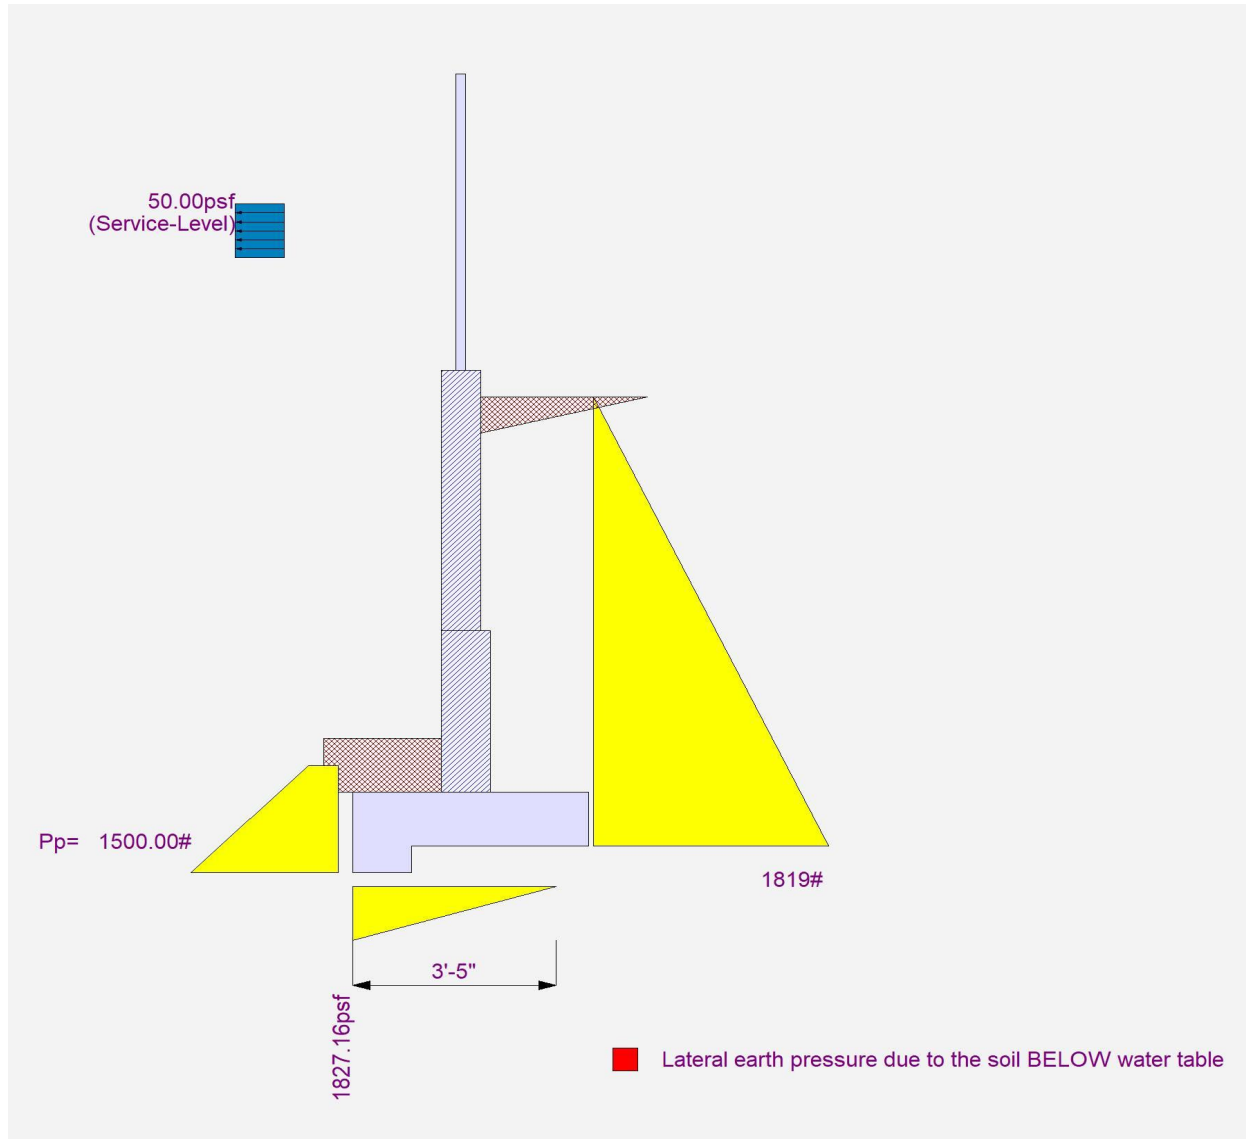 50.00psf
(Service-Level)
Pp= 1500.00#
1819#
3'-5"
1827.16psf
Lateral earth pressure due to the soil BELOW water table